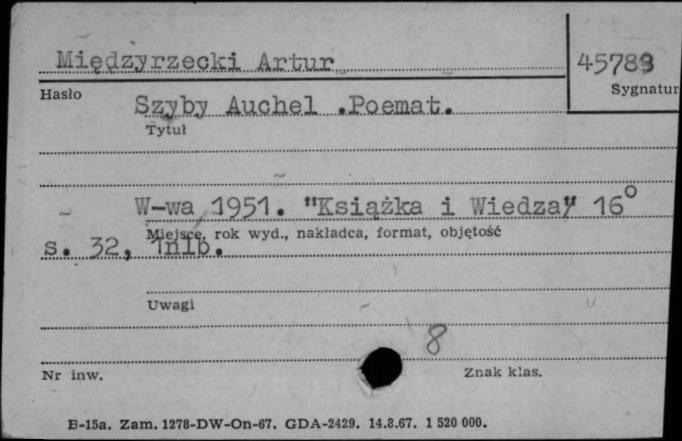 Międzyrzecki Artur
45789
Hasło
Sygnatur
Szyby Auchel .Poemat.
Tytuł
W-wa, 1951. "Książka i Wiedza" 16°
Miejsce, rok wyd., nakładca, format, objętość
s. 32, 1nlb.
Uwagi
8
Nr inw.
Znak klas.
B-15a. Zam. 1278-DW-On-67. GDA-2429. 14.3.67. 1 520 000.